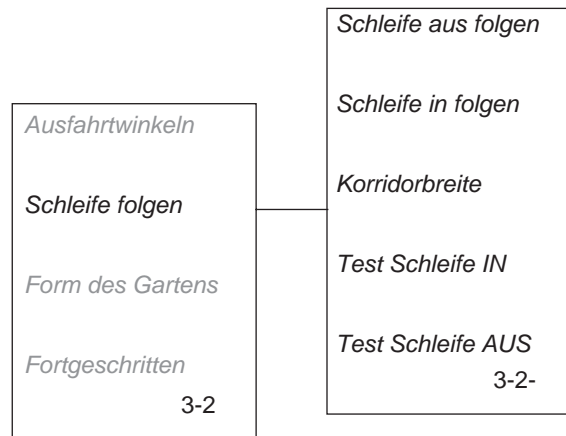 Ausfahrtwinkeln
Schleife folgen
Form des Gartens
Fortgeschritten
3-2
Schleife aus folgen
Schleife in folgen
Korridorbreite
Test Schleife IN
Test Schleife AUS
3-2-